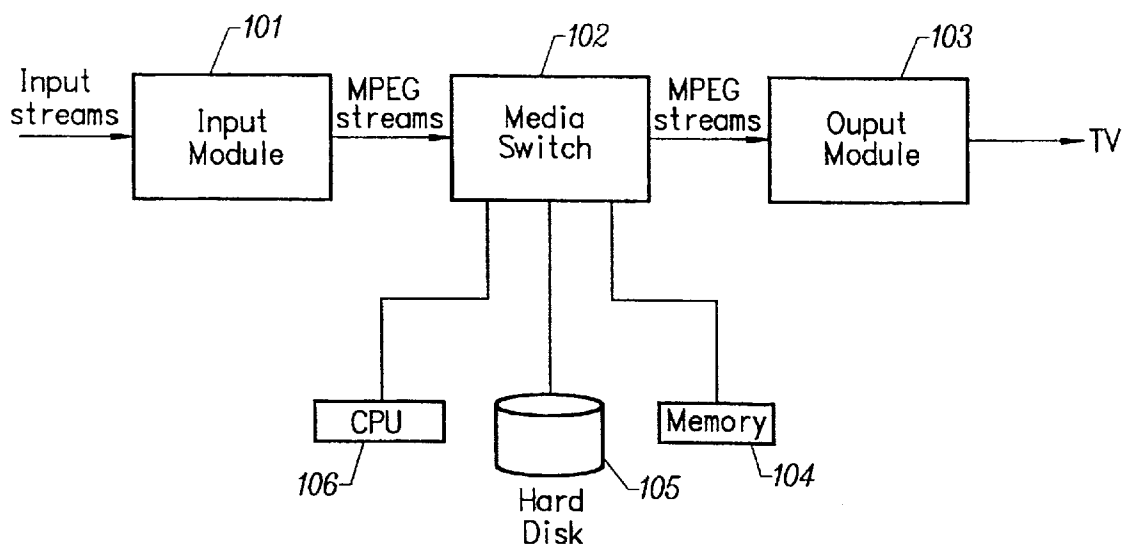 101
102
103
Input
streams
Input
Module
MPEG
streams
Media
Switch
MPEG
streams
Ouput
Module
TV
CPU
106
Hard
Disk
105
Memory
104